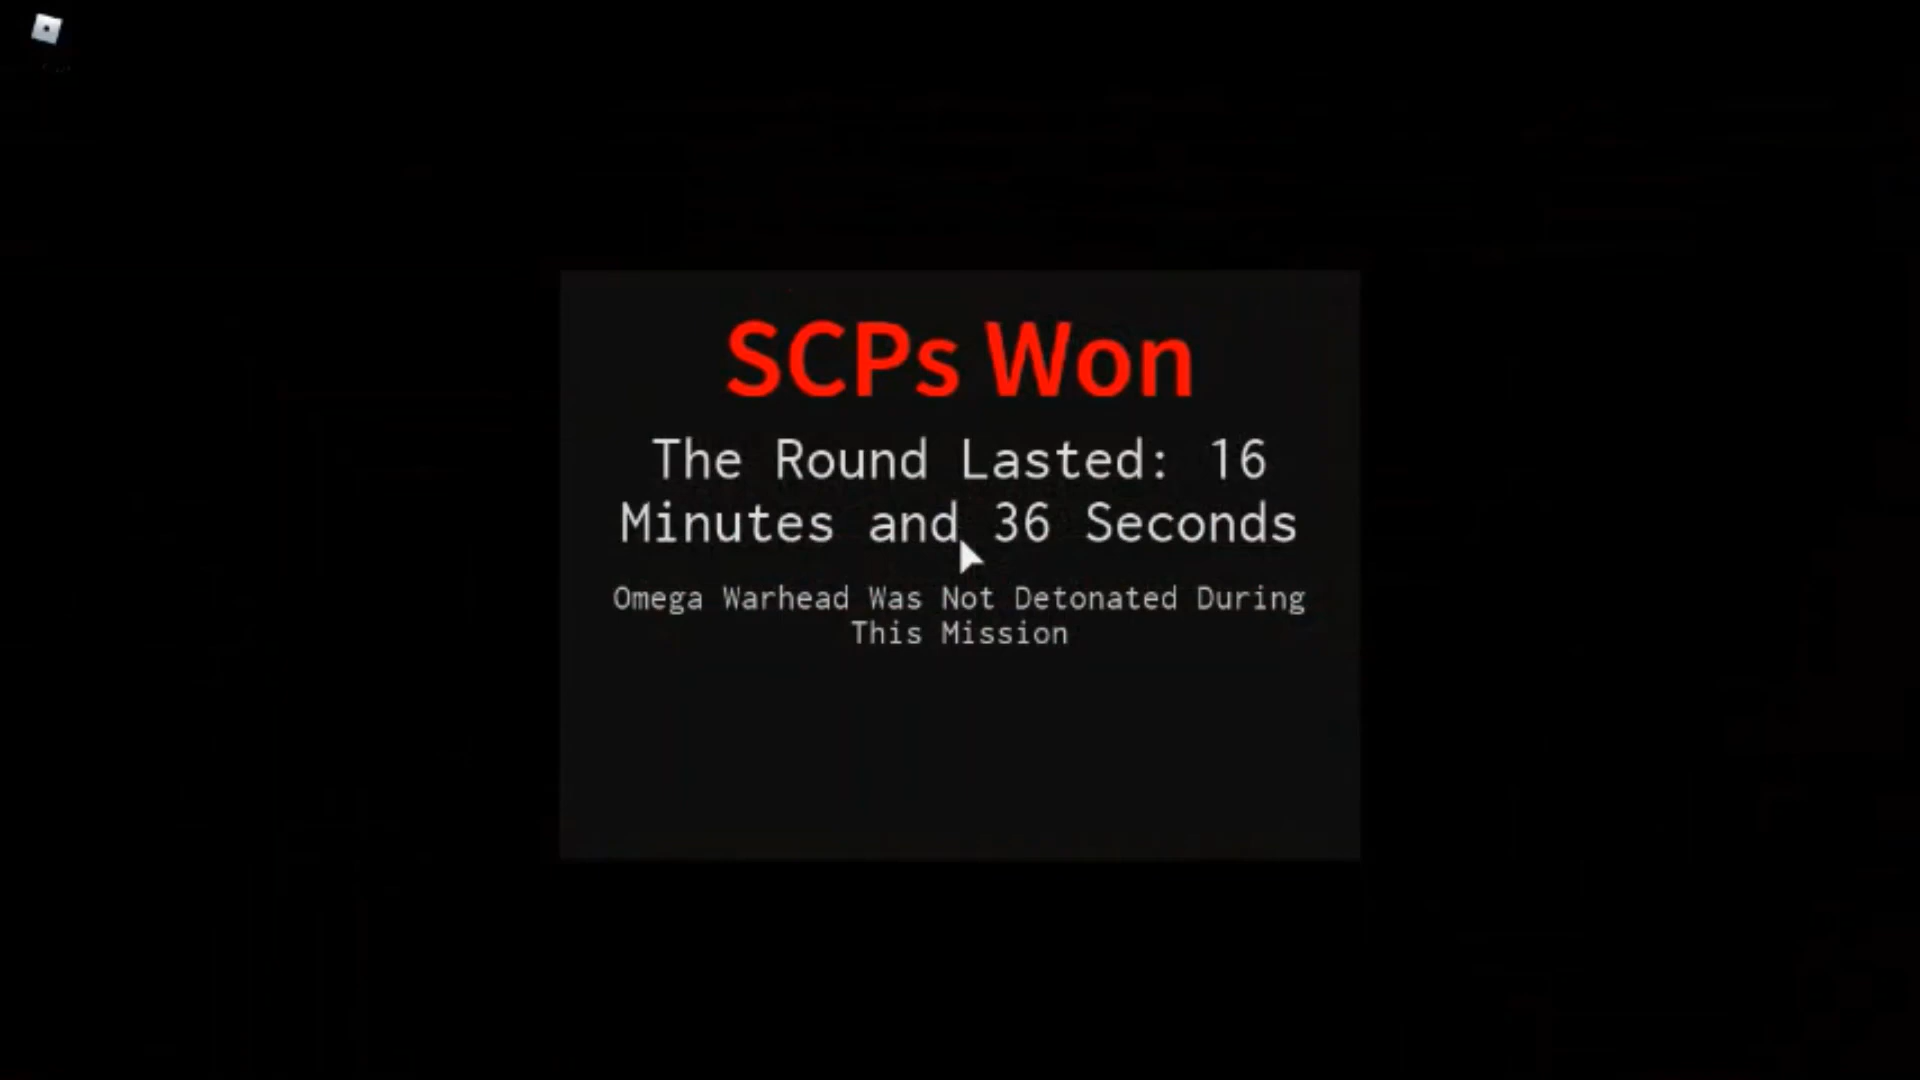 SCPs Won
The Round Lasted: 16
Minutes and 36 Seconds
Omega Warhead Was Not Detonated During
This Mission